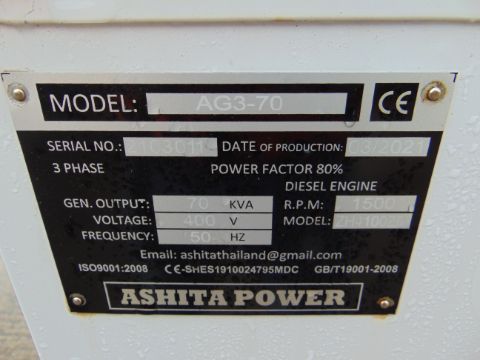 MODEL: AG3-70 CE
SERIAL NO.: DATE OF PRODUCTION: 03/2021
3 PHASE POWER FACTOR 80%
DIESEL ENGINE
GEN. OUTPUT: 70 KVA R.P.M: 1500
VOLTAGE: 400 V MODEL:
FREQUENCY: 50 HZ
Email: ashitathailand@gmail.com
ISO9001:2008 CE-SHES1910024795MDC GB/T19001-2008
ASHITA POWER